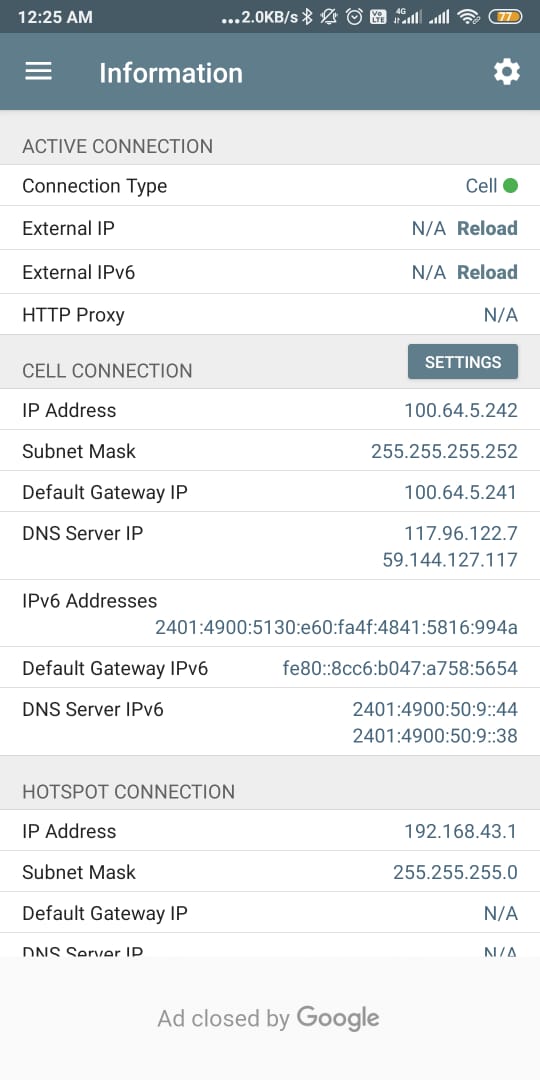 12:25 AM ...2.0KB/s Vo LTE 4G 77
Information
ACTIVE CONNECTION
Connection Type Cell
External IP N/A Reload
External IPv6 N/A Reload
HTTP Proxy N/A
CELL CONNECTION SETTINGS
IP Address 100.64.5.242
Subnet Mask 255.255.255.252
Default Gateway IP 100.64.5.241
DNS Server IP 117.96.122.7
59.144.127.117
IPv6 Addresses
2401:4900:5130:e60:fa4f:4841:5816:994a
Default Gateway IPv6 fe80::8cc6:b047:a758:5654
DNS Server IPv6 2401:4900:50:9::44
2401:4900:50:9::38
HOTSPOT CONNECTION
IP Address 192.168.43.1
Subnet Mask 255.255.255.0
Default Gateway IP N/A
DNS Server IP N/A
Ad closed by Google